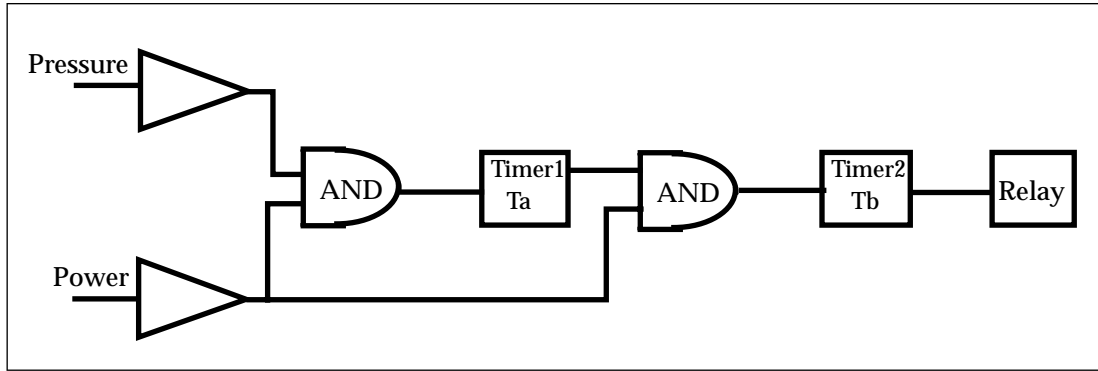 Pressure
AND
Timer1
Ta
AND
Timer2
Tb
Relay
Power